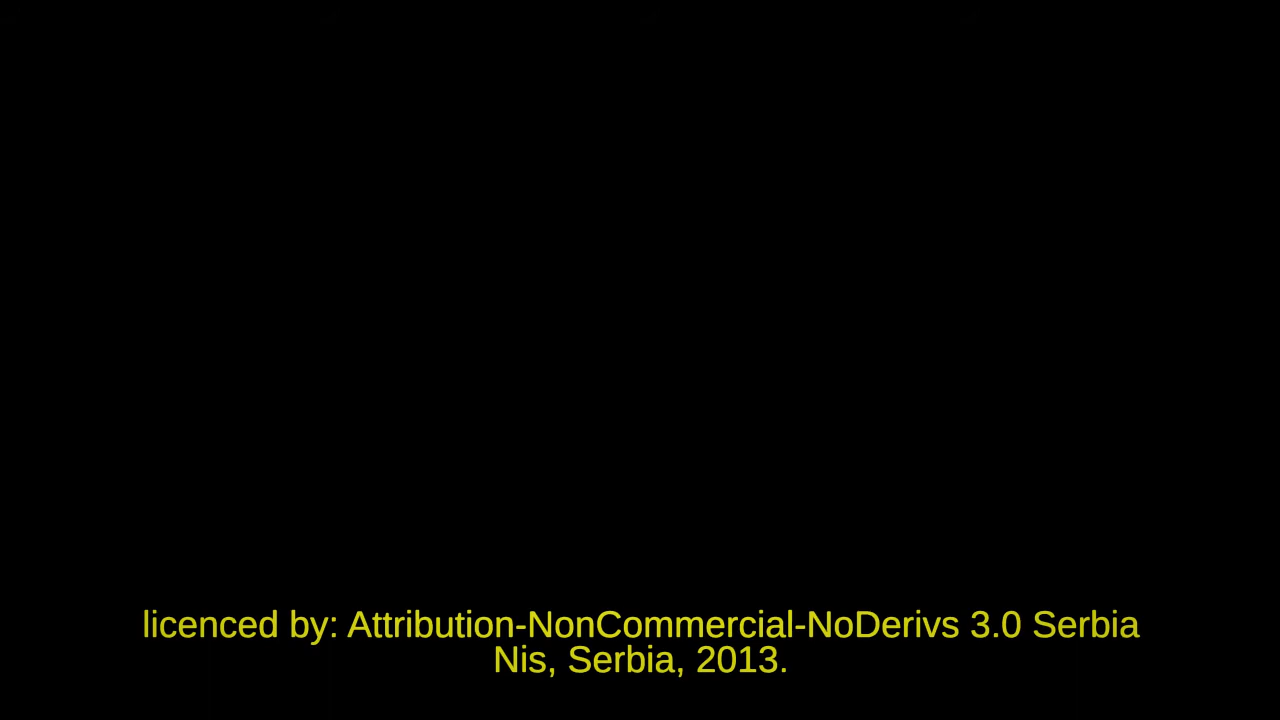 licenced by: Attribution-NonCommercial-NoDerivs 3.0 Serbia
Nis, Serbia, 2013.